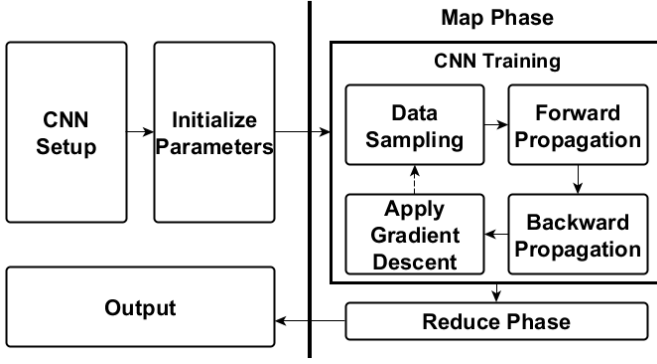 Map Phase
CNN Training
CNN
Setup
Initialize
Parameters
Data
Sampling
Forward
Propagation
Apply
Gradient
Descent
Backward
Propagation
Output
Reduce Phase